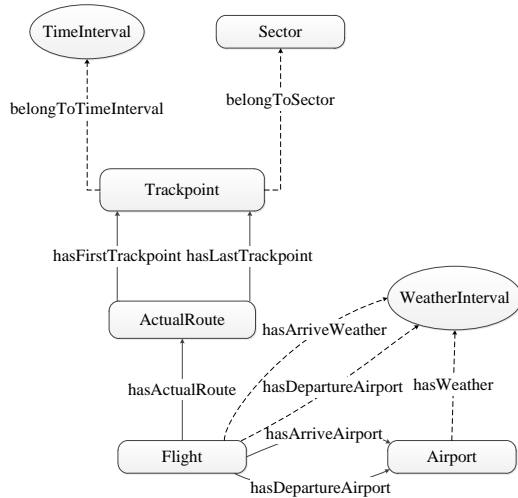 TimeInterval
Sector
belongToTimeInterval
belongToSector
Trackpoint
hasFirstTrackpoint
hasLastTrackpoint
WeatherInterval
ActualRoute
hasArriveWeather
hasActualRoute
hasDepartureAirport
hasWeather
hasArriveAirport
Flight
Airport
hasDepartureAirport